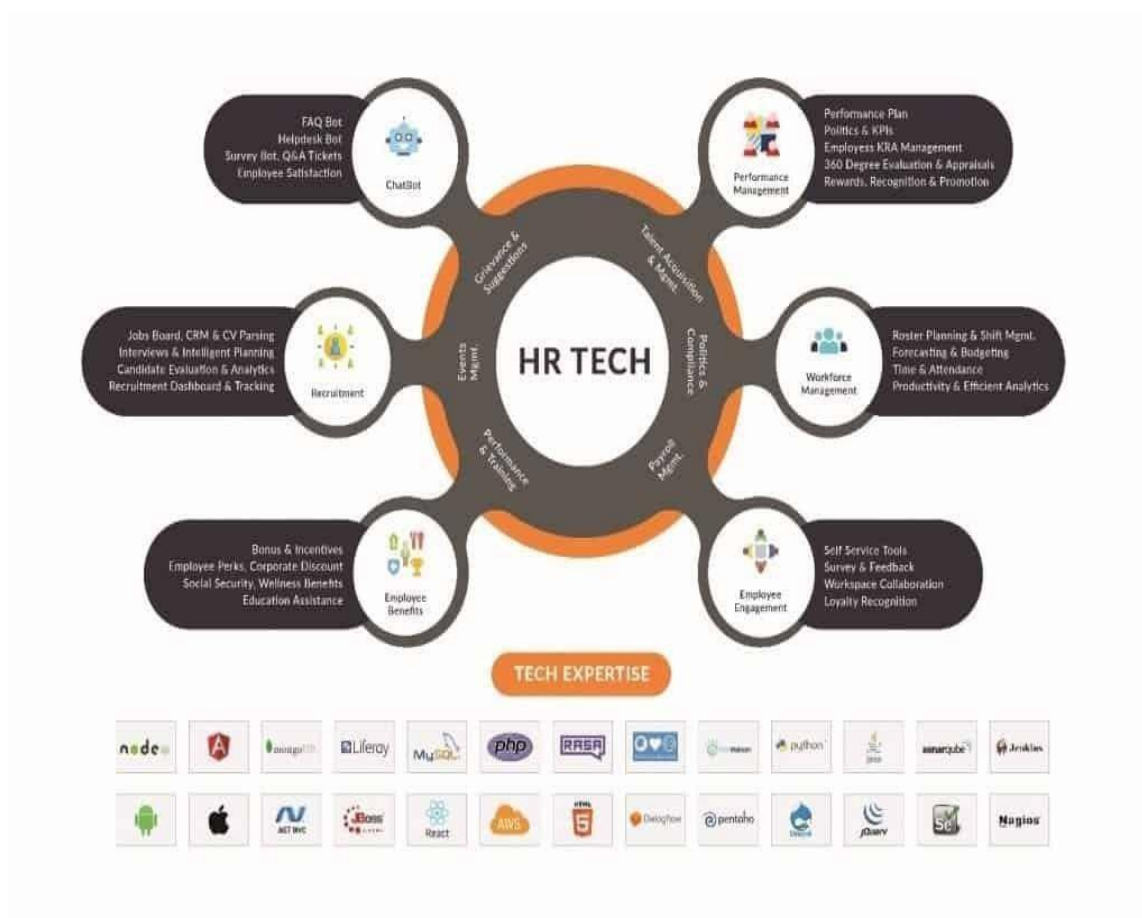 FAQ Bot
Helpdesk Bot
Survey Bot, Q&A Tickets
Employee Satisfaction
ChatBot
Performance
Management
Performance Plan
Politics & KPIs
Employess KRA Management
360 Degree Evaluation & Appraisals
Rewards, Recognition & Promotion
Grievance &
Suggestions
Talent Acquisition
& Mgmt.
Jobs Board, CRM & CV Parsing
Interviews & Intelligent Planning
Candidate Evaluation & Analytics
Recruitment Dashboard & Tracking
Recruitment
Events
Mgmt.
HR TECH
Politics &
Compliance
Workforce
Management
Roster Planning & Shift Mgmt.
Forecasting & Budgeting
Time & Attendance
Productivity & Efficient Analytics
Performance
& Training
Payroll
Mgmt.
Bonus & Incentives
Employee Perks, Corporate Discount
Social Security, Wellness Benefits
Education Assistance
Employee
Benefits
Employee
Engagement
Self Service Tools
Survey & Feedback
Workspace Collaboration
Loyalty Recognition
TECH EXPERTISE
node
A
mongoDB
Liferay
MySQL
php
RASA
Watson
python
Java
sonarqube
Jenkins
.NET MVC
JBoss
React
AWS
HTML
5
Dialogflow
pentaho
Drupal
jQuery
Se
Nagios